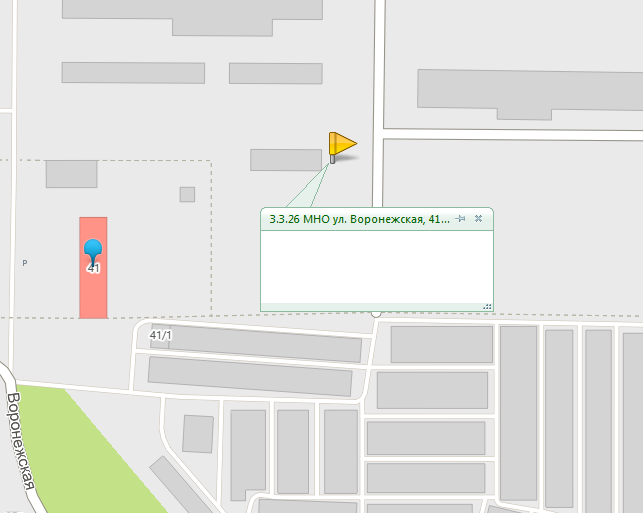 3.3.26 МНО ул. Воронежская, 41...
41
Р
41/1
Воронежская